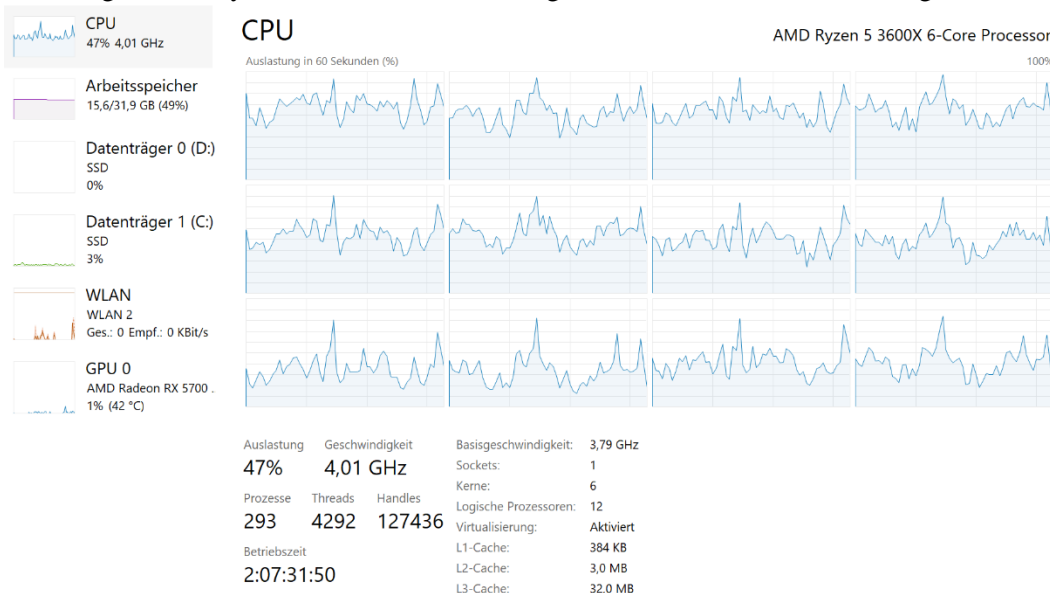 CPU
47% 4,01 GHz
Arbeitsspeicher
15,6/31,9 GB (49%)
Datenträger 0 (D:)
SSD
0%
Datenträger 1 (C:)
SSD
3%
WLAN
WLAN 2
Ges.: 0 Empf.: 0 KBit/s
GPU 0
AMD Radeon RX 5700 .
1% (42 °C)
CPU
AMD Ryzen 5 3600X 6-Core Processor
Auslastung in 60 Sekunden (%)
100%
Auslastung Geschwindigkeit
47% 4,01 GHz
Prozesse Threads Handles
293 4292 127436
Betriebszeit
2:07:31:50
Basisgeschwindigkeit: 3,79 GHz
Sockets: 1
Kerne: 6
Logische Prozessoren: 12
Virtualisierung: Aktiviert
L1-Cache: 384 KB
L2-Cache: 3,0 MB
L3-Cache: 32,0 MB